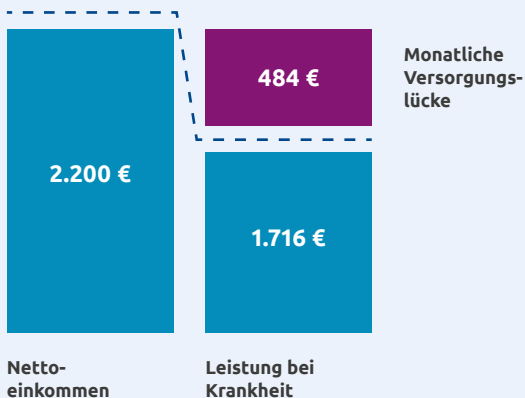 484 €
Monatliche
Versorgungs-
lücke
2.200 €
1.716 €
Netto-
einkommen
Leistung bei
Krankheit